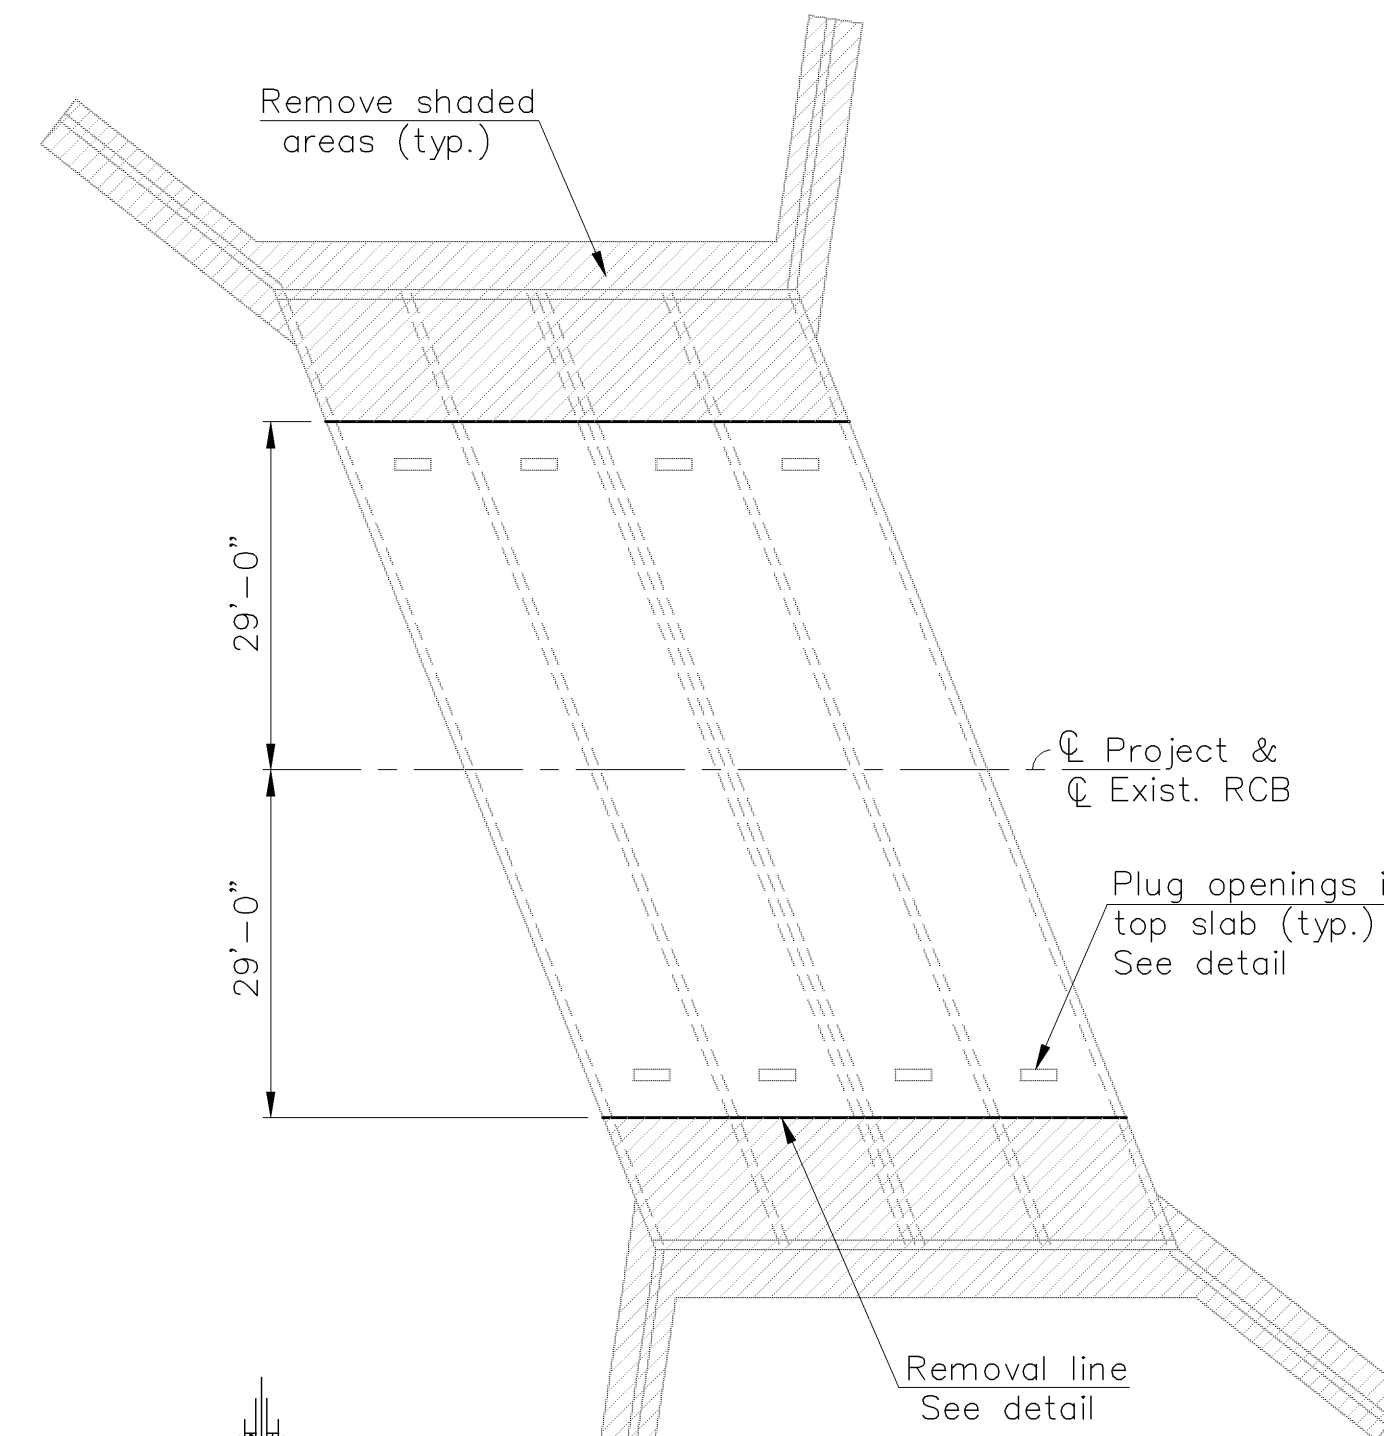 Remove shaded
areas (typ.)
29'-0"
℄ Project &
℄ Exist. RCB
Plug openings
top slab (typ.)
See detail
29'-0"
Removal line
See detail